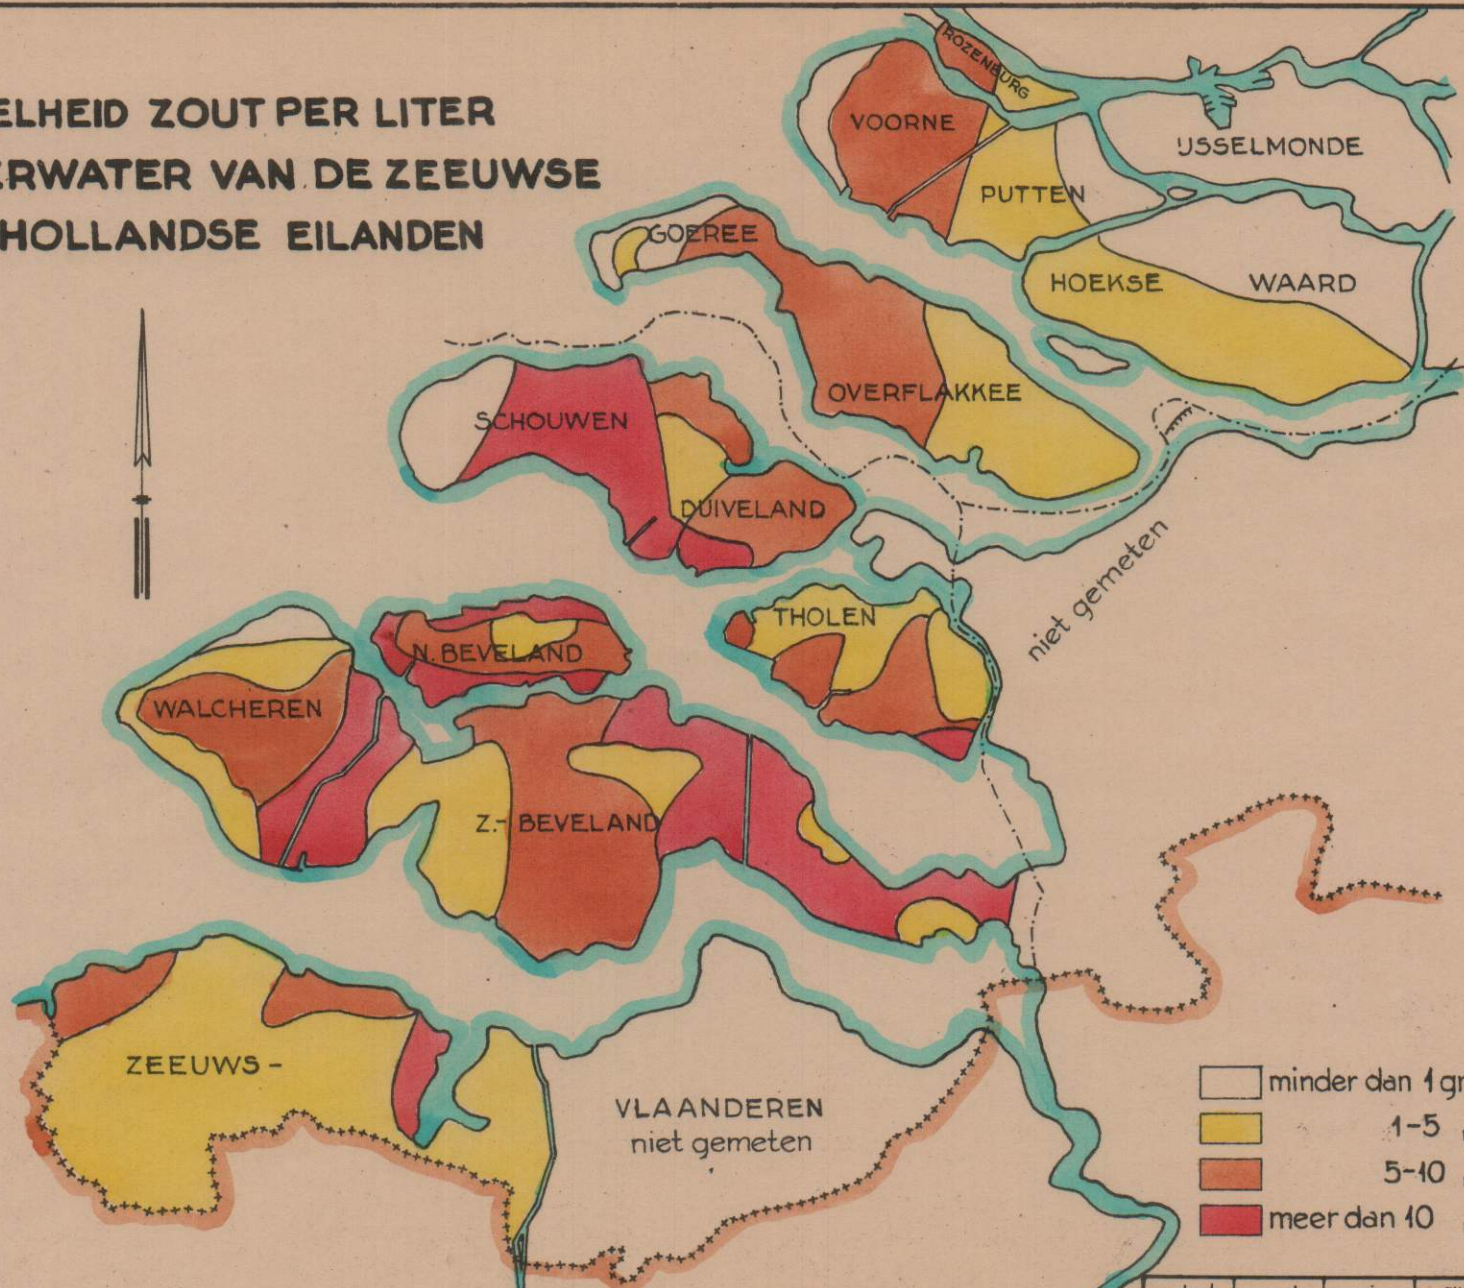 ELHEID ZOUT PER LITER
ERWATER VAN DE ZEEUWSE
HOLLANDSE EILANDEN
ROZENBURG
VOORNE
IJSSELMONDE
PUTTEN
GOEREE
HOEKSE WAARD
OVERFLAKKEE
SCHOUWEN
DUIVELAND
niet gemeten
THOLEN
N. BEVELAND
WALCHEREN
Z.- BEVELAND
ZEEUWS -
VLAANDEREN
niet gemeten
minder dan 1 gr
1-5
5-10
meer dan 10